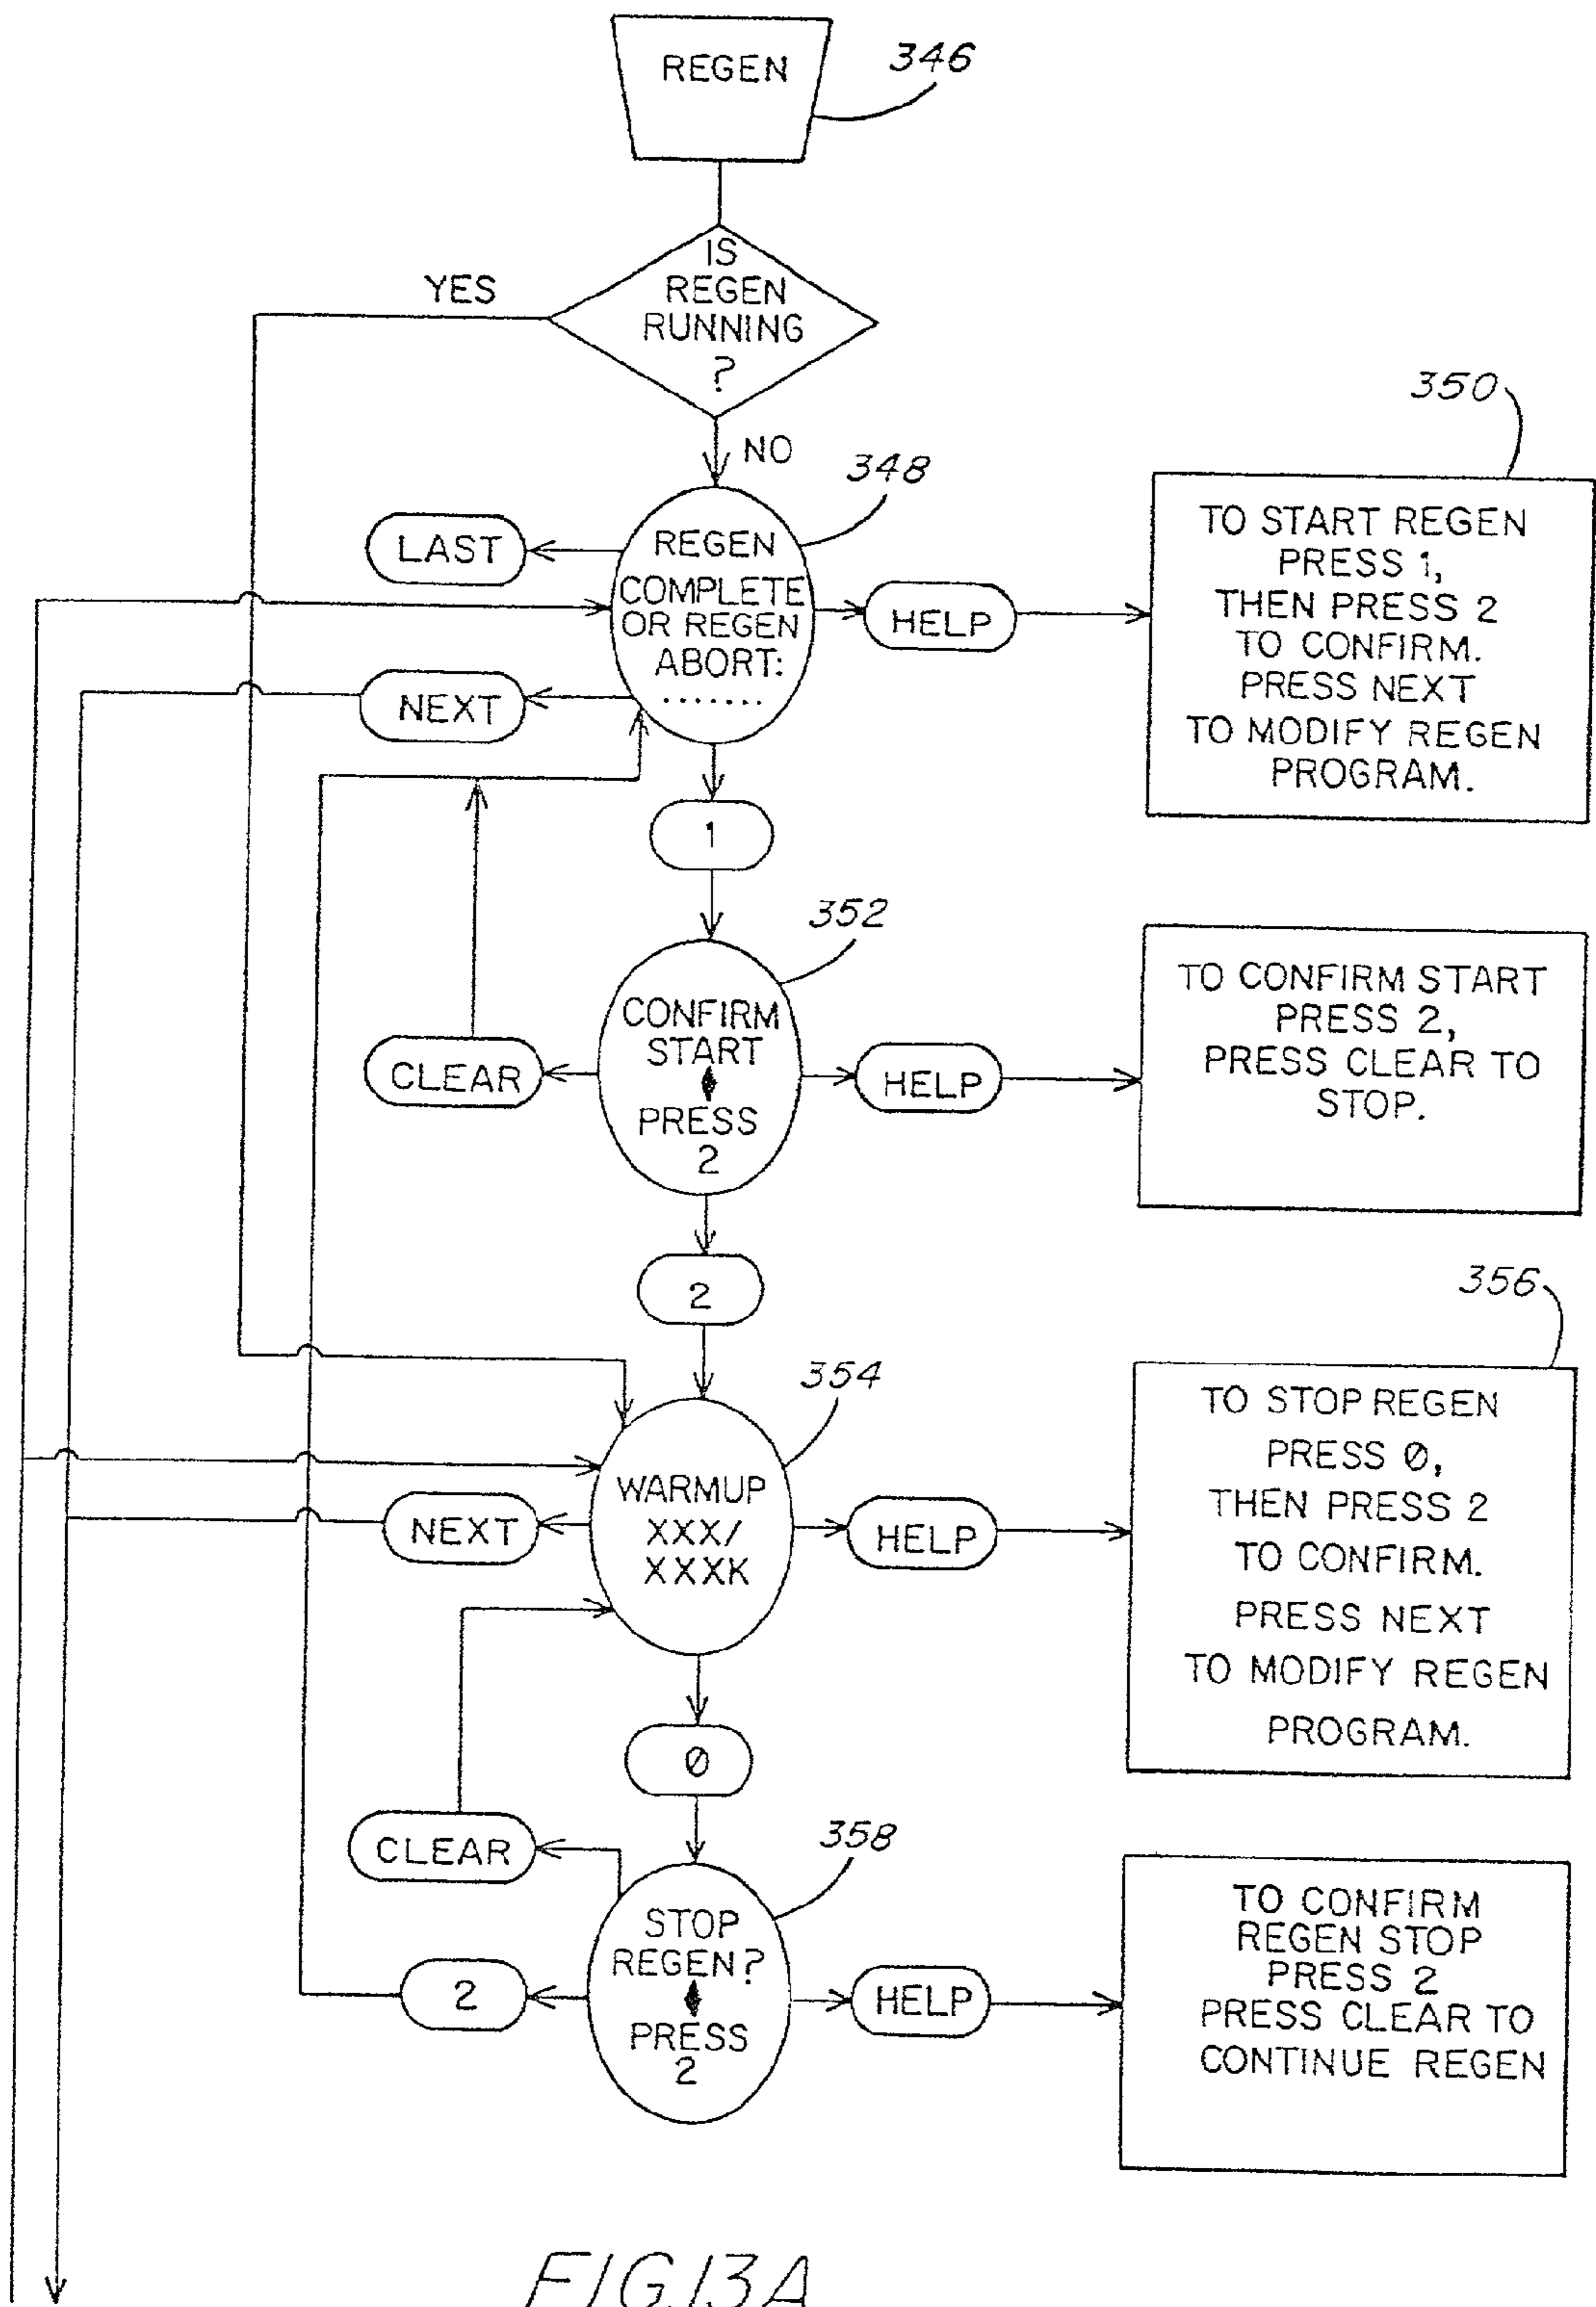 REGEN
346
IS
REGEN
RUNNING
?
YES
NO
348
350
LAST
REGEN
COMPLETE
OR REGEN
ABORT:
.......
HELP
NEXT
TO START REGEN
PRESS 1,
THEN PRESS 2
TO CONFIRM.
PRESS NEXT
TO MODIFY REGEN
PROGRAM.
1
352
CLEAR
CONFIRM
START
PRESS
2
HELP
TO CONFIRM START
PRESS 2,
PRESS CLEAR TO
STOP.
2
354
356
WARMUP
XXX/
XXXK
NEXT
HELP
TO STOP REGEN
PRESS 0,
THEN PRESS 2
TO CONFIRM.
PRESS NEXT
TO MODIFY REGEN
PROGRAM.
0
358
CLEAR
STOP
REGEN?
PRESS
2
2
HELP
TO CONFIRM
REGEN STOP
PRESS 2
PRESS CLEAR TO
CONTINUE REGEN
FIG.13A